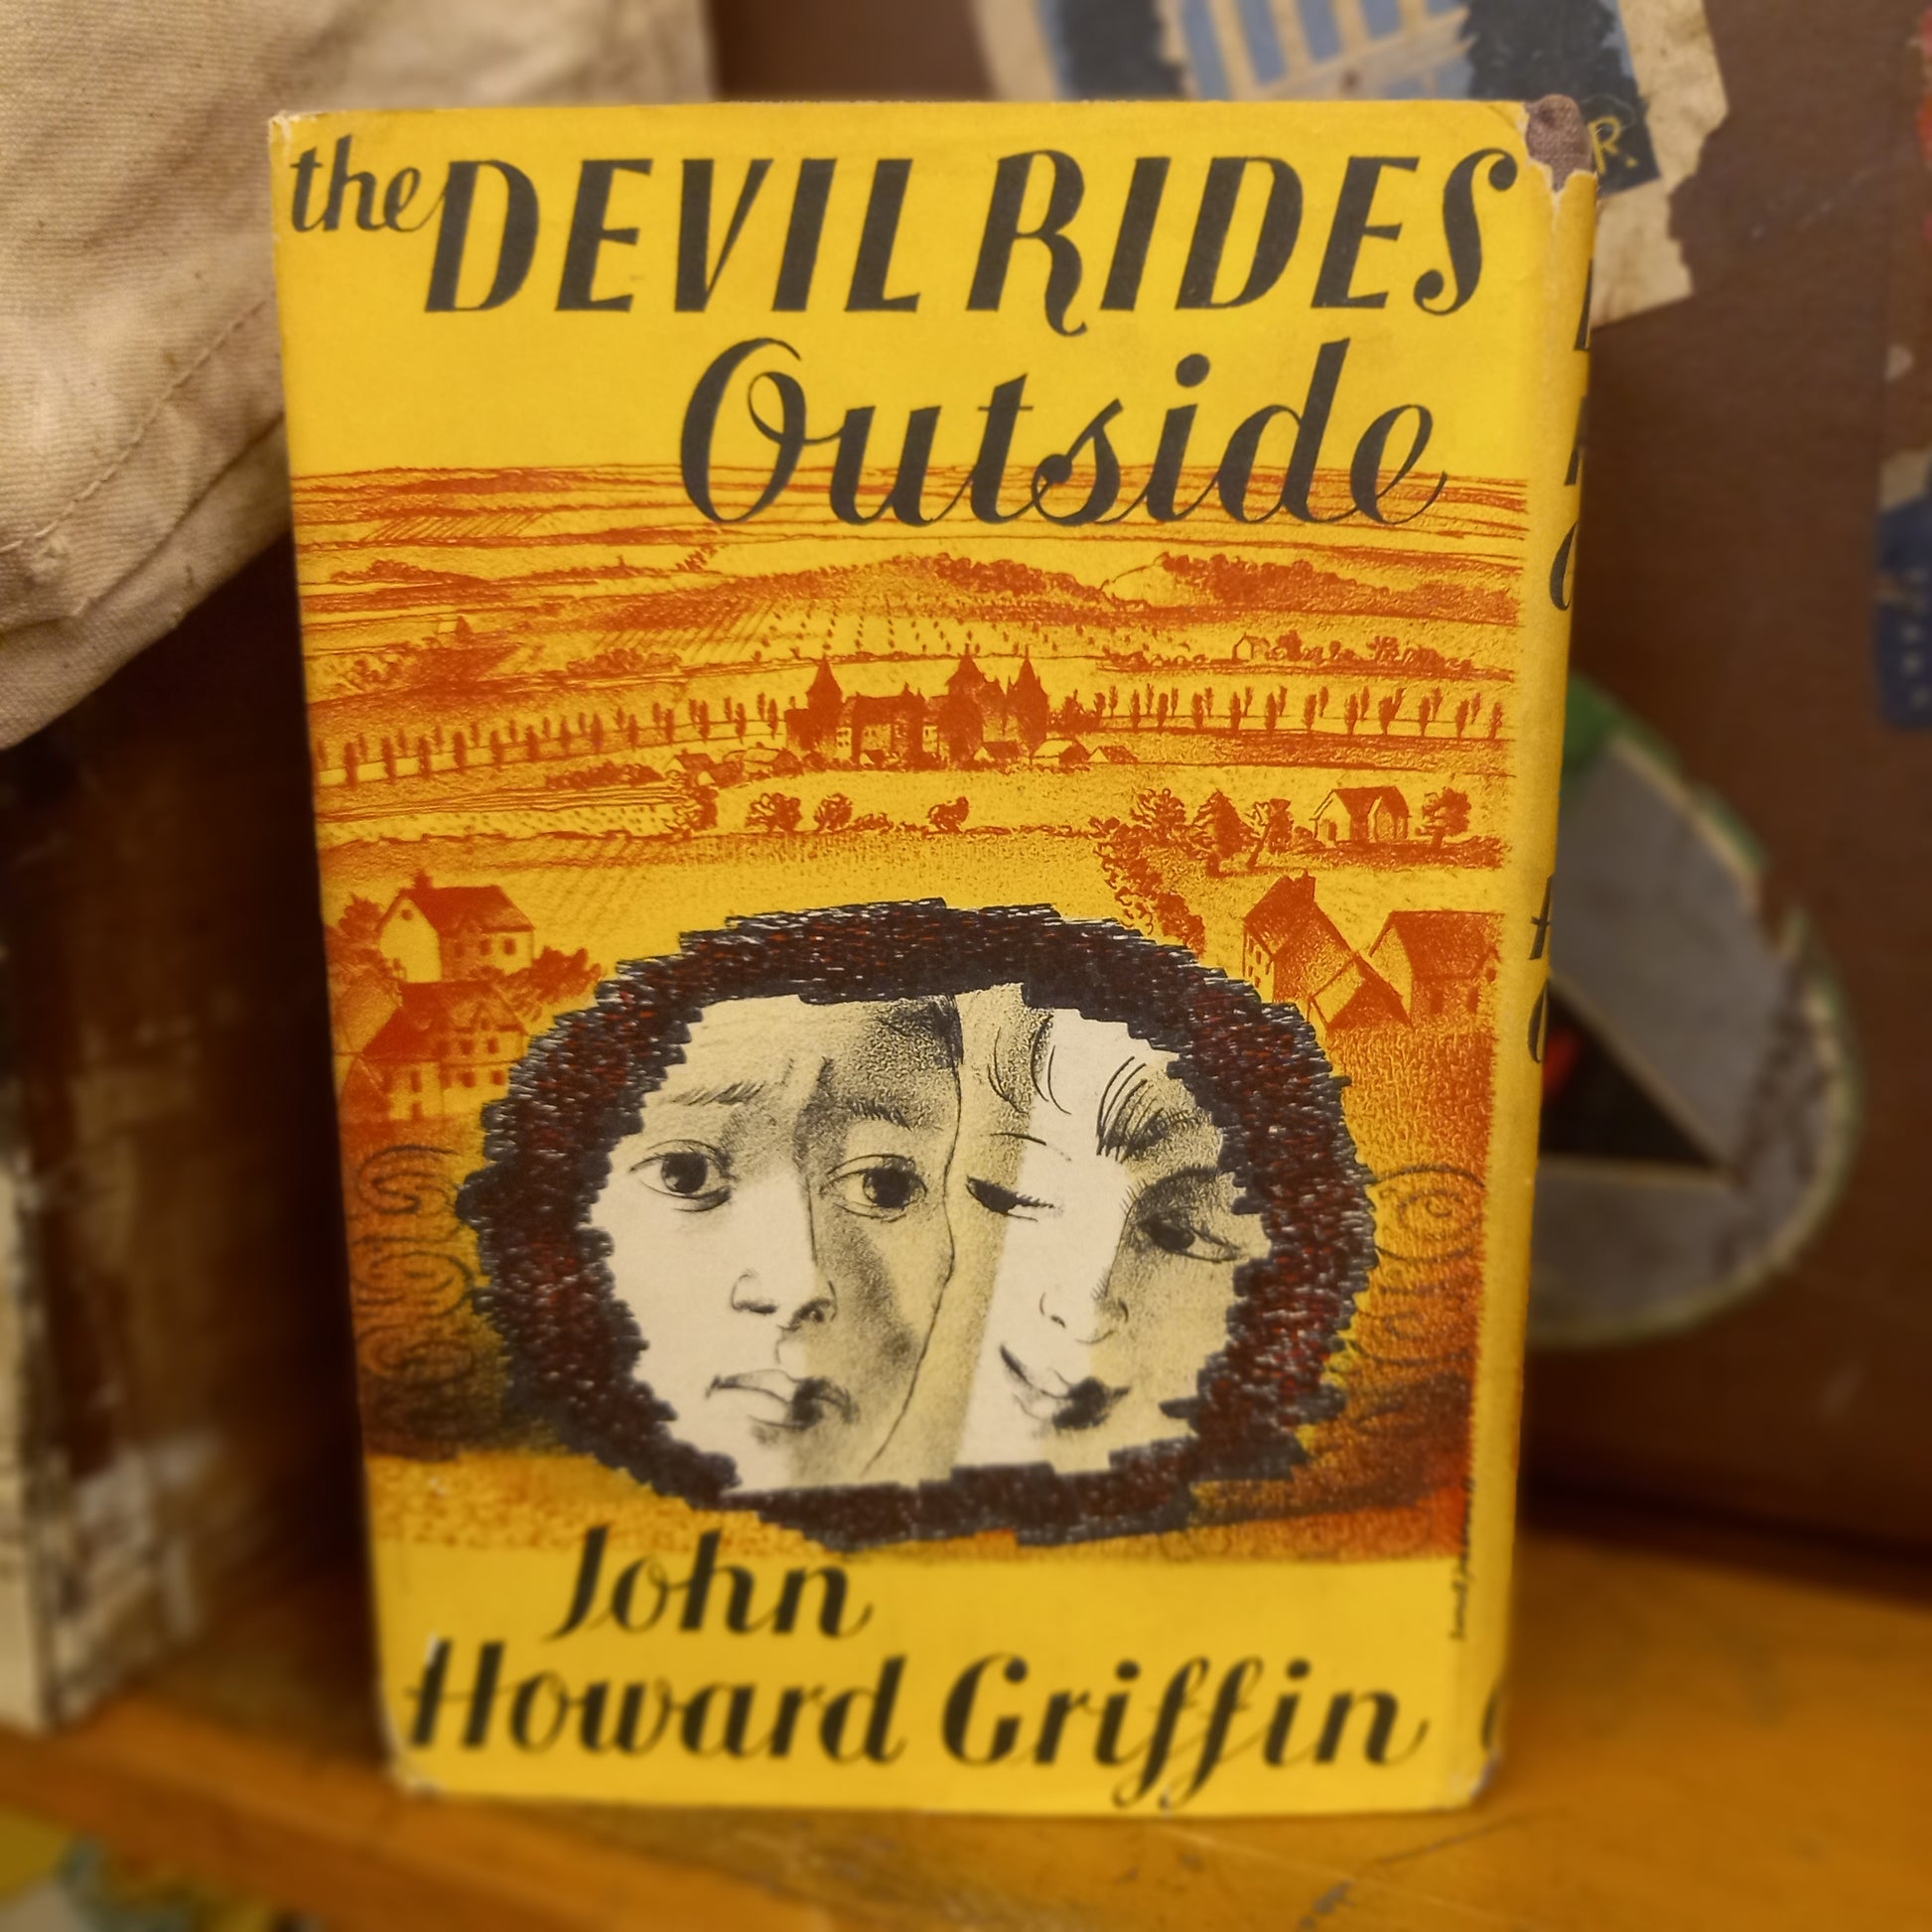 the DEVIL RIDES
Outside
John
Howard Griffin
R.